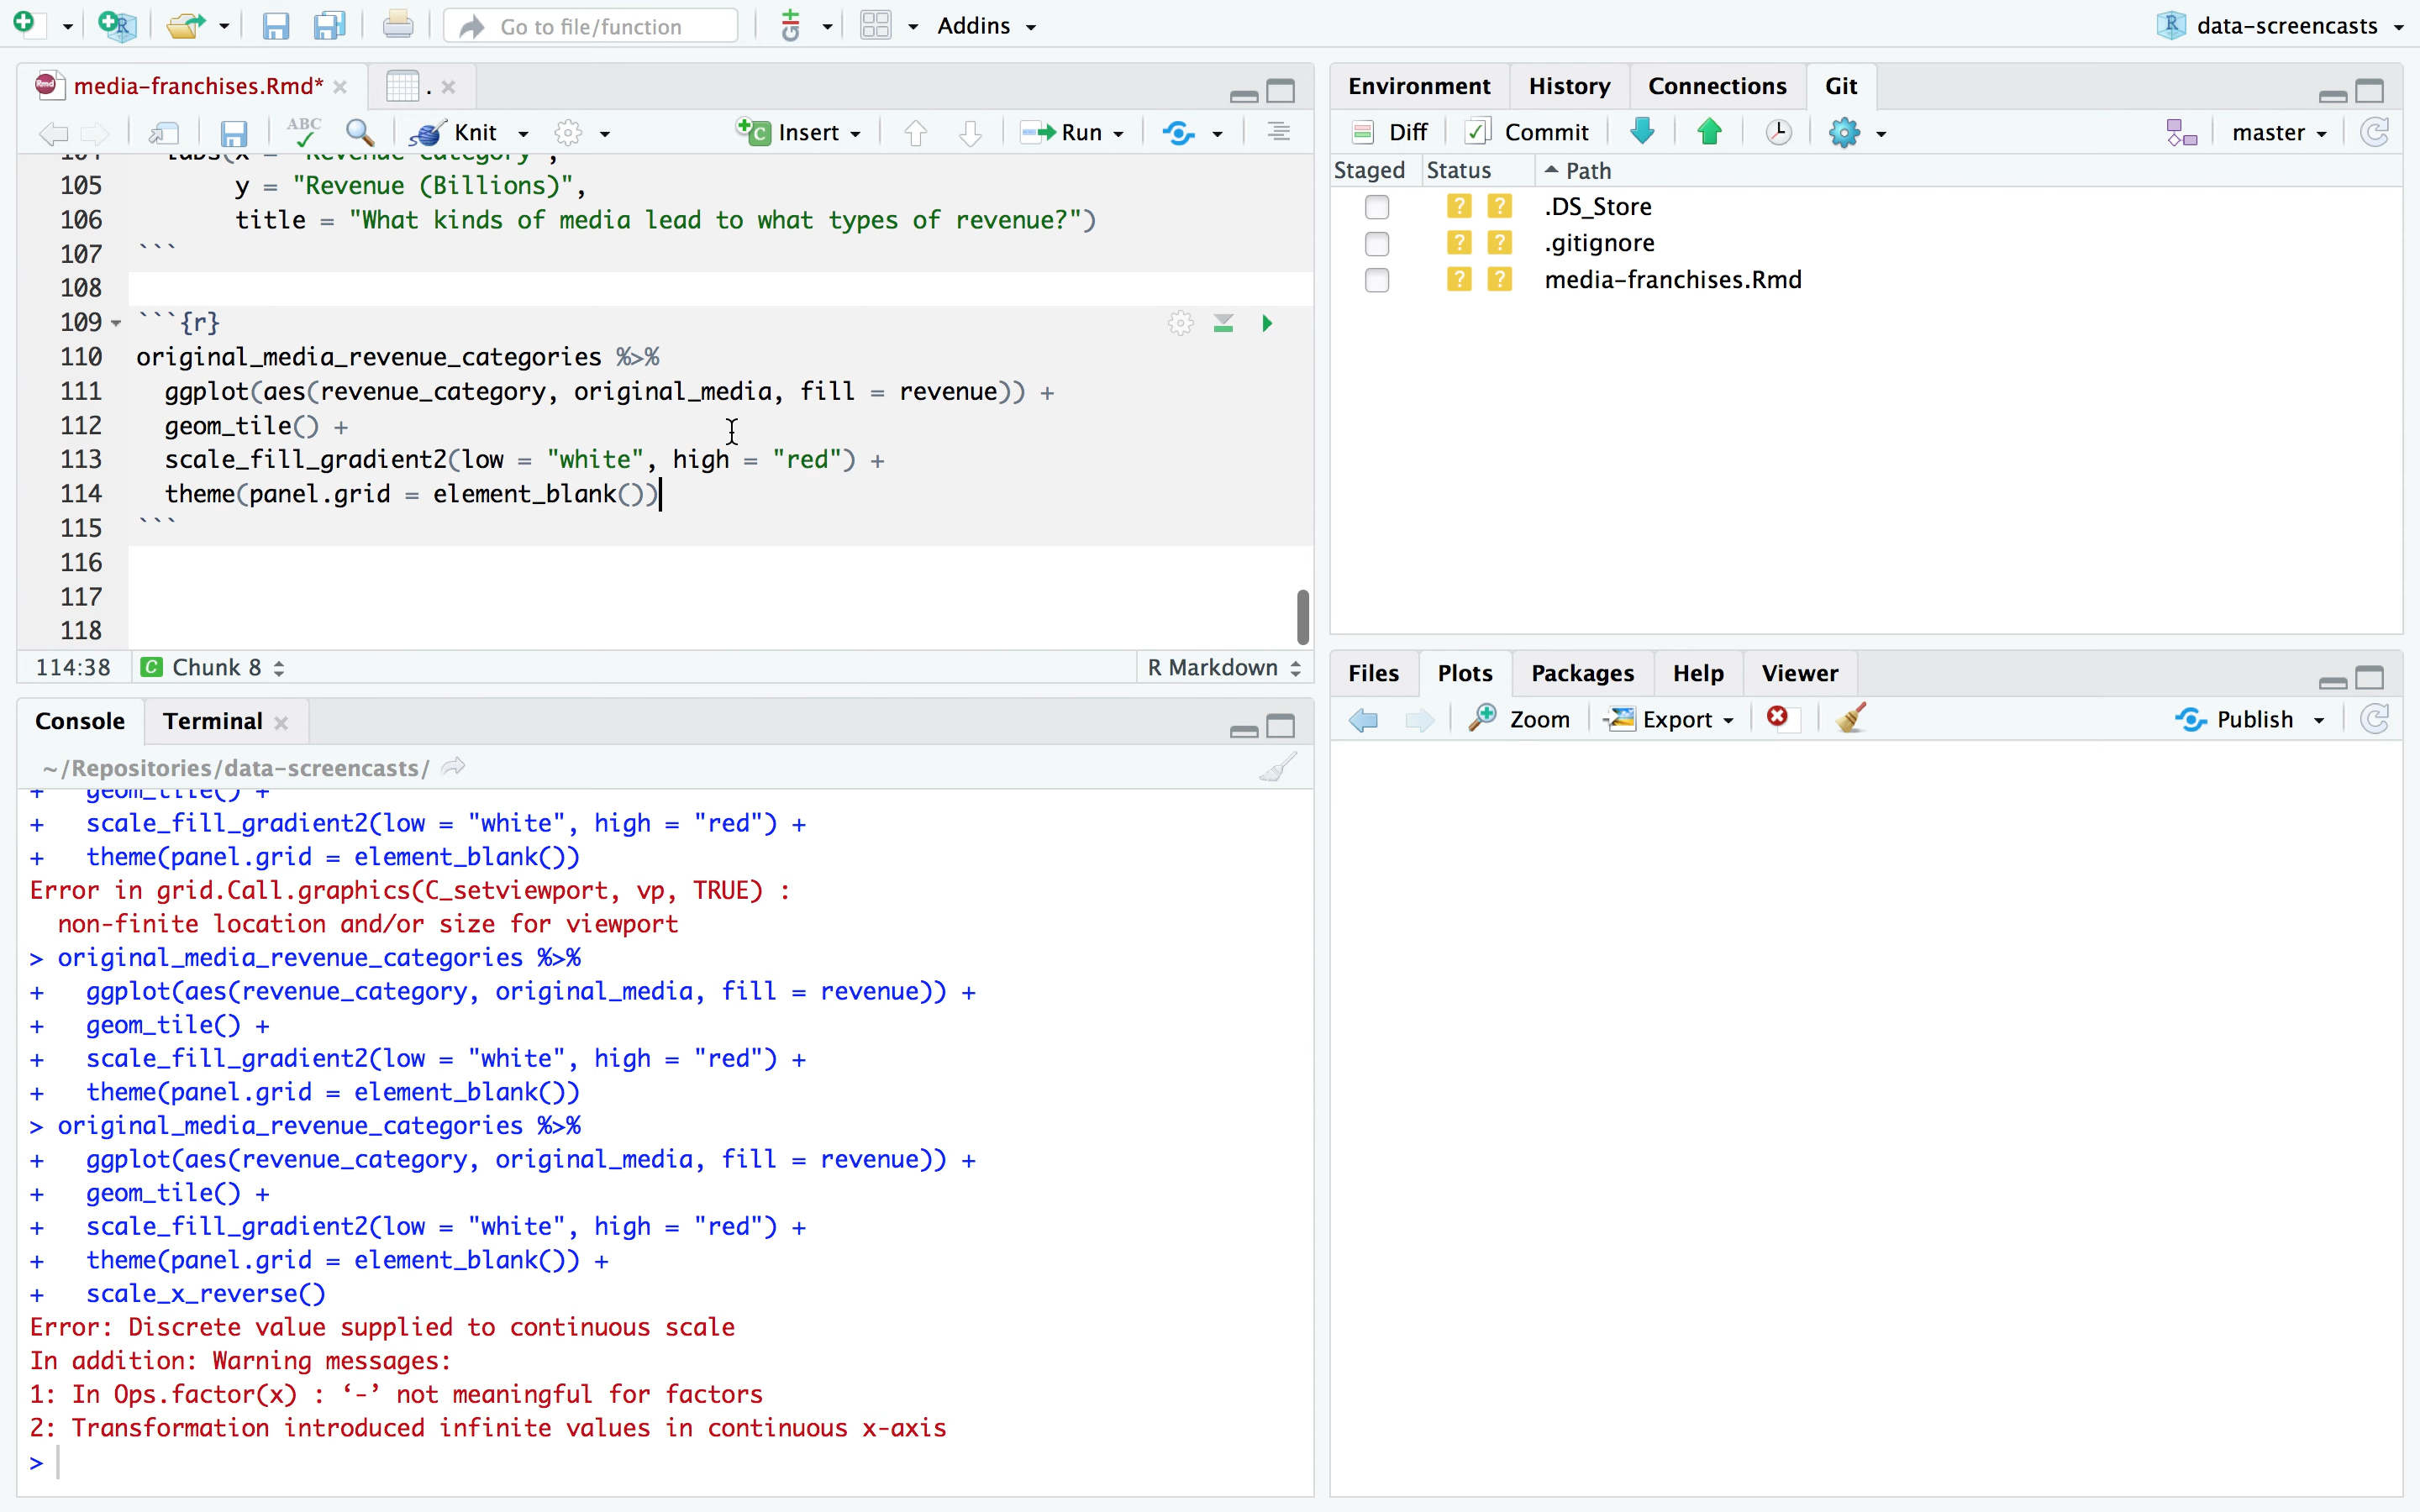 Go to file/function
Addins
data-screencasts
media-franchises.Rmd*
.
ABC
Knit
Insert
Run
104 labs(x = "Revenue category",
105 y = "Revenue (Billions)",
106 title = "What kinds of media lead to what types of revenue?")
107 ```
108
109 ```{r}
110 original_media_revenue_categories %>%
111 ggplot(aes(revenue_category, original_media, fill = revenue)) +
112 geom_tile() +
113 scale_fill_gradient2(low = "white", high = "red") +
114 theme(panel.grid = element_blank())
115 ```
116
117
118
114:38 C Chunk 8 R Markdown
Console Terminal
~/Repositories/data-screencasts/
+ geom_tile() +
+ scale_fill_gradient2(low = "white", high = "red") +
+ theme(panel.grid = element_blank())
Error in grid.Call.graphics(C_setviewport, vp, TRUE) :
non-finite location and/or size for viewport
> original_media_revenue_categories %>%
+ ggplot(aes(revenue_category, original_media, fill = revenue)) +
+ geom_tile() +
+ scale_fill_gradient2(low = "white", high = "red") +
+ theme(panel.grid = element_blank())
> original_media_revenue_categories %>%
+ ggplot(aes(revenue_category, original_media, fill = revenue)) +
+ geom_tile() +
+ scale_fill_gradient2(low = "white", high = "red") +
+ theme(panel.grid = element_blank()) +
+ scale_x_reverse()
Error: Discrete value supplied to continuous scale
In addition: Warning messages:
1: In Ops.factor(x) : ‘-’ not meaningful for factors
2: Transformation introduced infinite values in continuous x-axis
>
Environment History Connections Git
Diff Commit master
Staged Status Path
? ? .DS_Store
? ? .gitignore
? ? media-franchises.Rmd
Files Plots Packages Help Viewer
Zoom Export Publish